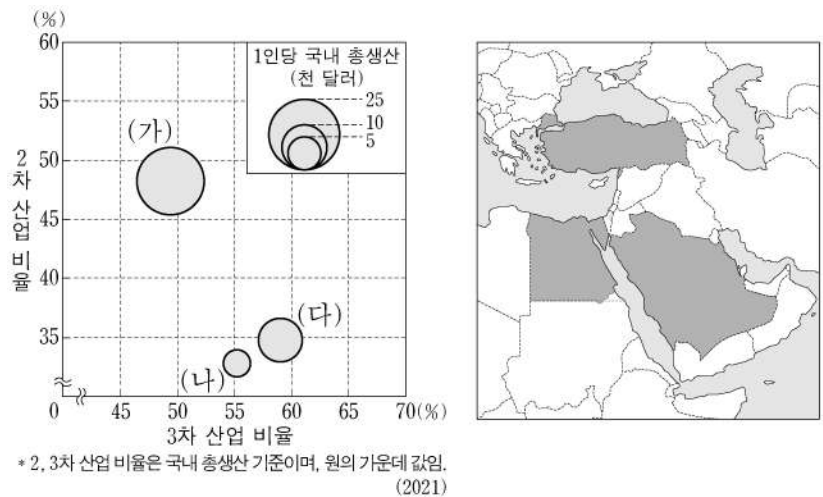 (%)
60
55
50
45
40
35
0
2차 산업 비율
1인당 국내 총생산
(천 달러)
25
10
5
(가)
(다)
(나)
45 50 55 60 65 70(%)
3차 산업 비율
* 2, 3차 산업 비율은 국내 총생산 기준이며, 원의 가운데 값임.
(2021)